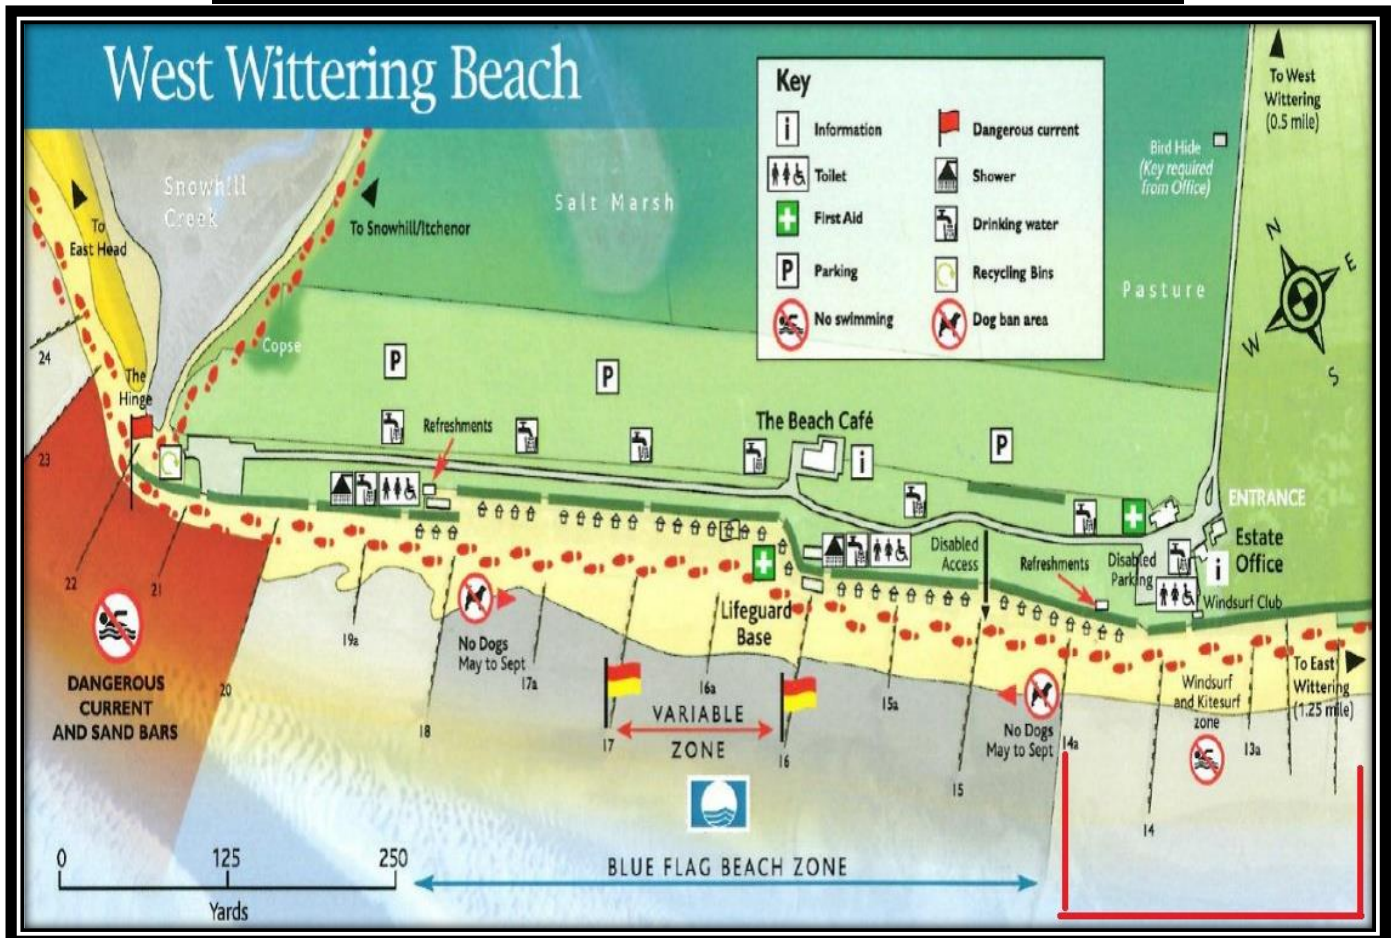 West Wittering Beach
Key
i Information
Toilet
First Aid
P Parking
No swimming
Dangerous current
Shower
Drinking water
Recycling Bins
Dog ban area
To West
Wittering
(0.5 mile)
Bird Hide
(Key required
from Office)
N
E
W
S
Pasture
Snowhill
Creek
To
East Head
To Snowhill/Itchenor
Salt Marsh
Copse
The
Hinge
P
P
P
Refreshments
The Beach Café
i
ENTRANCE
Estate
Office
i
Disabled
Access
Refreshments
Disabled
Parking
Windsurf Club
Lifeguard
Base
No Dogs
May to Sept
No Dogs
May to Sept
Windsurf
and Kitesurf
zone
To East
Wittering
(1.25 mile)
24
23
22
21
20
19a
18
17a
17
16a
16
15a
15
14a
14
13a
VARIABLE
ZONE
DANGEROUS
CURRENT
AND SAND BARS
BLUE FLAG BEACH ZONE
0 125 250
Yards